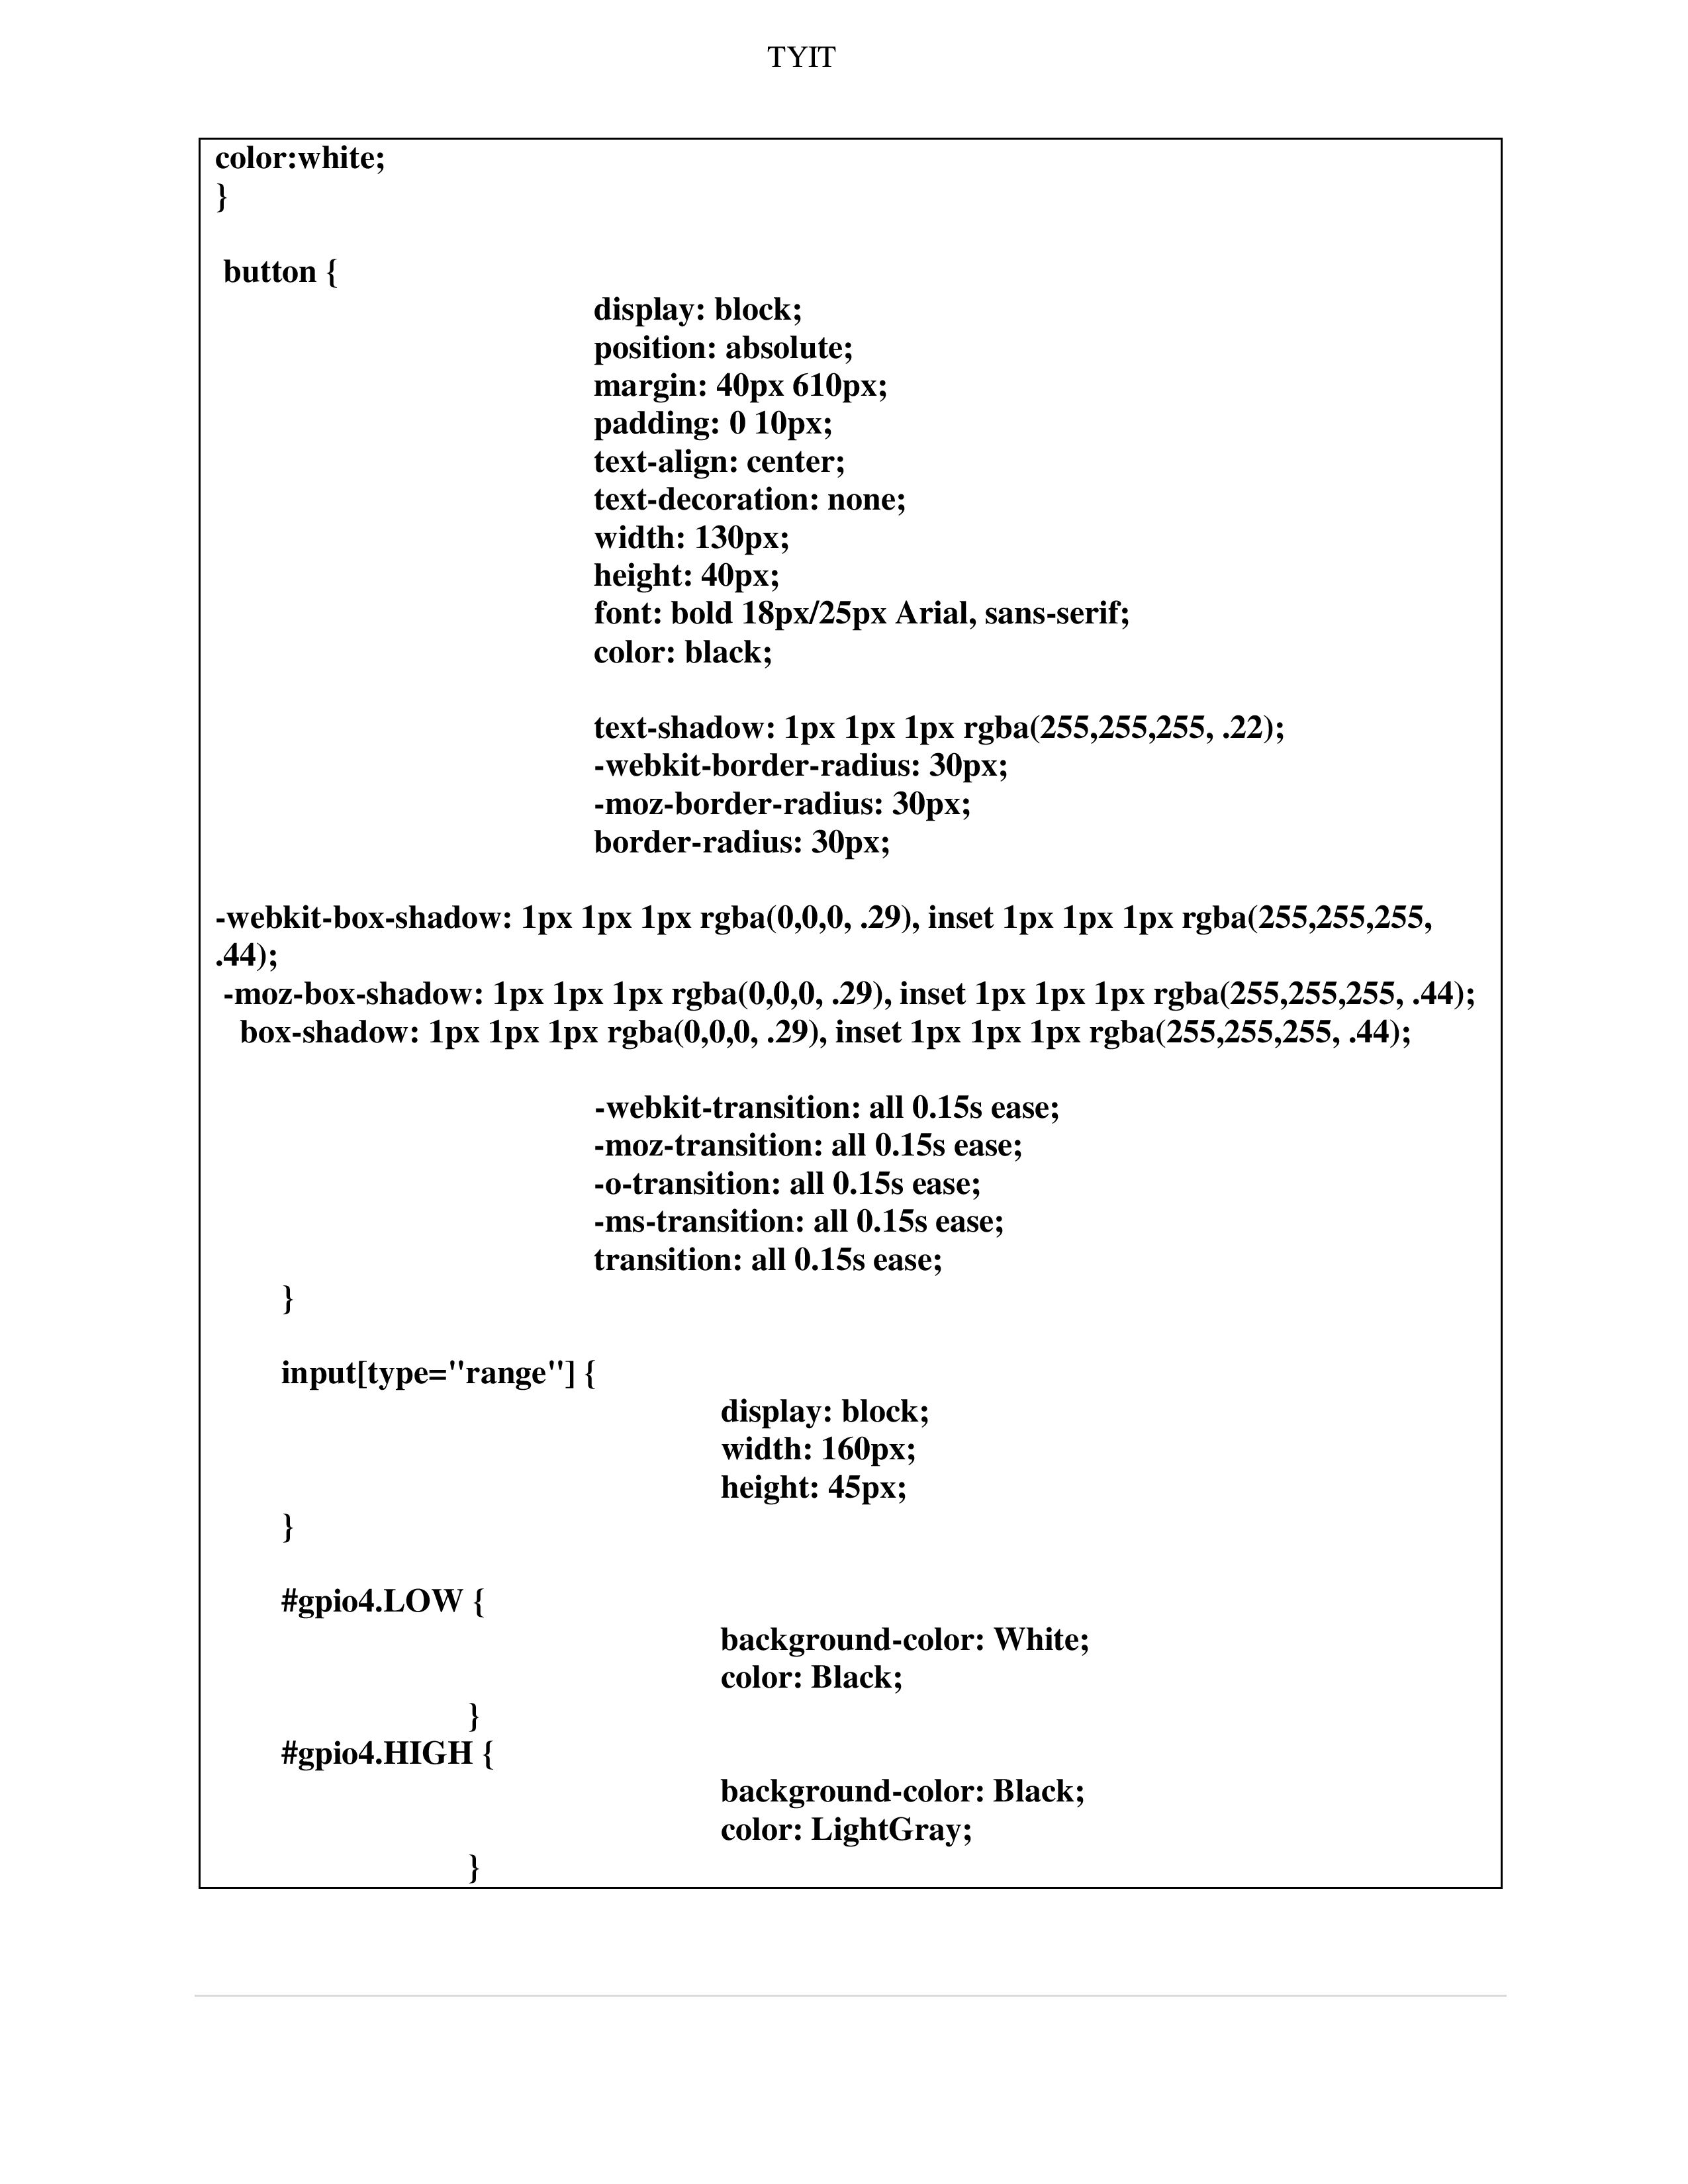 TYIT
color:white;
}
button {
display: block;
position: absolute;
margin: 40px 610px;
padding: 0 10px;
text-align: center;
text-decoration: none;
width: 130px;
height: 40px;
font: bold 18px/25px Arial, sans-serif;
color: black;
text-shadow: 1px 1px 1px rgba(255,255,255, .22);
-webkit-border-radius: 30px;
-moz-border-radius: 30px;
border-radius: 30px;
-webkit-box-shadow: 1px 1px 1px rgba(0,0,0, .29), inset 1px 1px 1px rgba(255,255,255,
.44);
-moz-box-shadow: 1px 1px 1px rgba(0,0,0, .29), inset 1px 1px 1px rgba(255,255,255, .44);
box-shadow: 1px 1px 1px rgba(0,0,0, .29), inset 1px 1px 1px rgba(255,255,255, .44);
-webkit-transition: all 0.15s ease;
-moz-transition: all 0.15s ease;
-o-transition: all 0.15s ease;
-ms-transition: all 0.15s ease;
transition: all 0.15s ease;
}
input[type="range"] {
display: block;
width: 160px;
height: 45px;
}
#gpio4.LOW {
background-color: White;
color: Black;
}
#gpio4.HIGH {
background-color: Black;
color: LightGray;
}